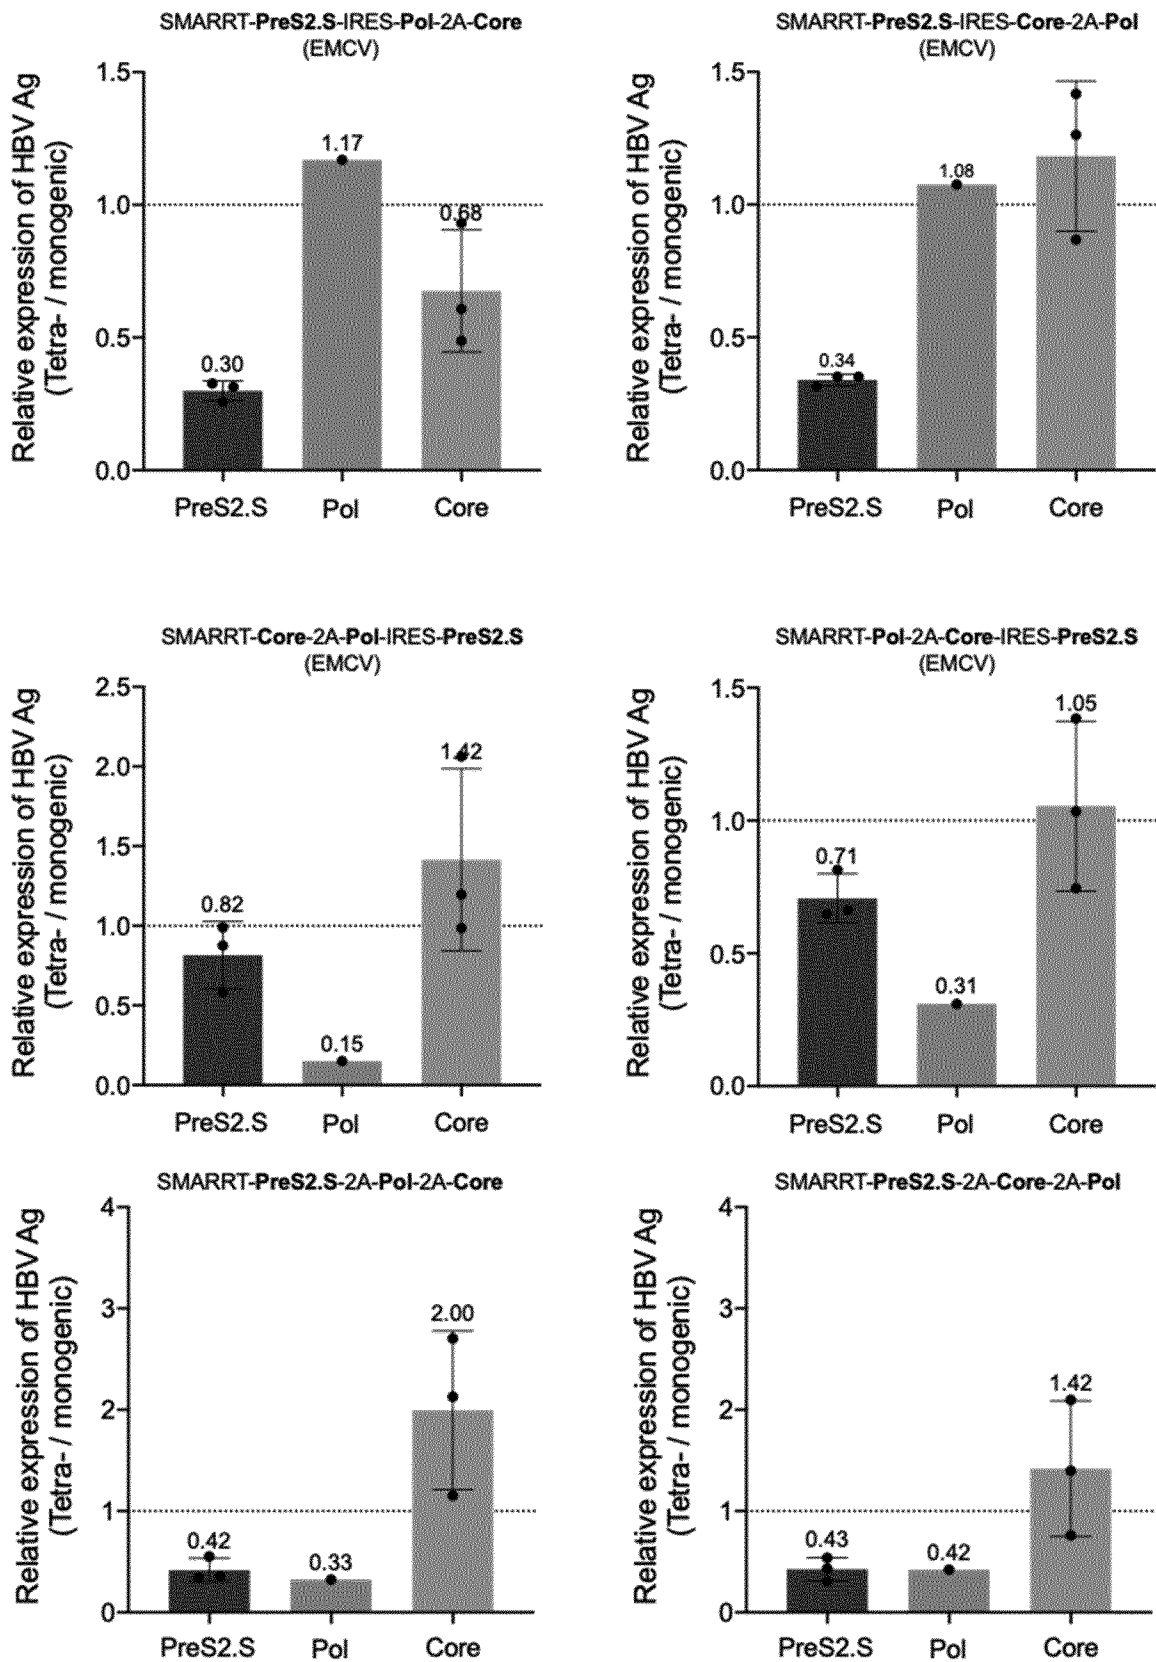 SMARRT-PreS2.S-IRES-Pol-2A-Core
(EMCV)
Relative expression of HBV Ag
(Tetra- / monogenic)
1.5
1.0
0.5
0.0
0.30
1.17
0.68
PreS2.S
Pol
Core
SMARRT-PreS2.S-IRES-Core-2A-Pol
(EMCV)
Relative expression of HBV Ag
(Tetra- / monogenic)
1.5
1.0
0.5
0.0
0.34
1.08
PreS2.S
Pol
Core
SMARRT-Core-2A-Pol-IRES-PreS2.S
(EMCV)
Relative expression of HBV Ag
(Tetra- / monogenic)
2.5
2.0
1.5
1.0
0.5
0.0
0.82
0.15
1.42
PreS2.S
Pol
Core
SMARRT-Pol-2A-Core-IRES-PreS2.S
(EMCV)
Relative expression of HBV Ag
(Tetra- / monogenic)
1.5
1.0
0.5
0.0
0.71
0.31
1.05
PreS2.S
Pol
Core
SMARRT-PreS2.S-2A-Pol-2A-Core
Relative expression of HBV Ag
(Tetra- / monogenic)
4
3
2
1
0
0.42
0.33
2.00
PreS2.S
Pol
Core
SMARRT-PreS2.S-2A-Core-2A-Pol
Relative expression of HBV Ag
(Tetra- / monogenic)
4
3
2
1
0
0.43
0.42
1.42
PreS2.S
Pol
Core